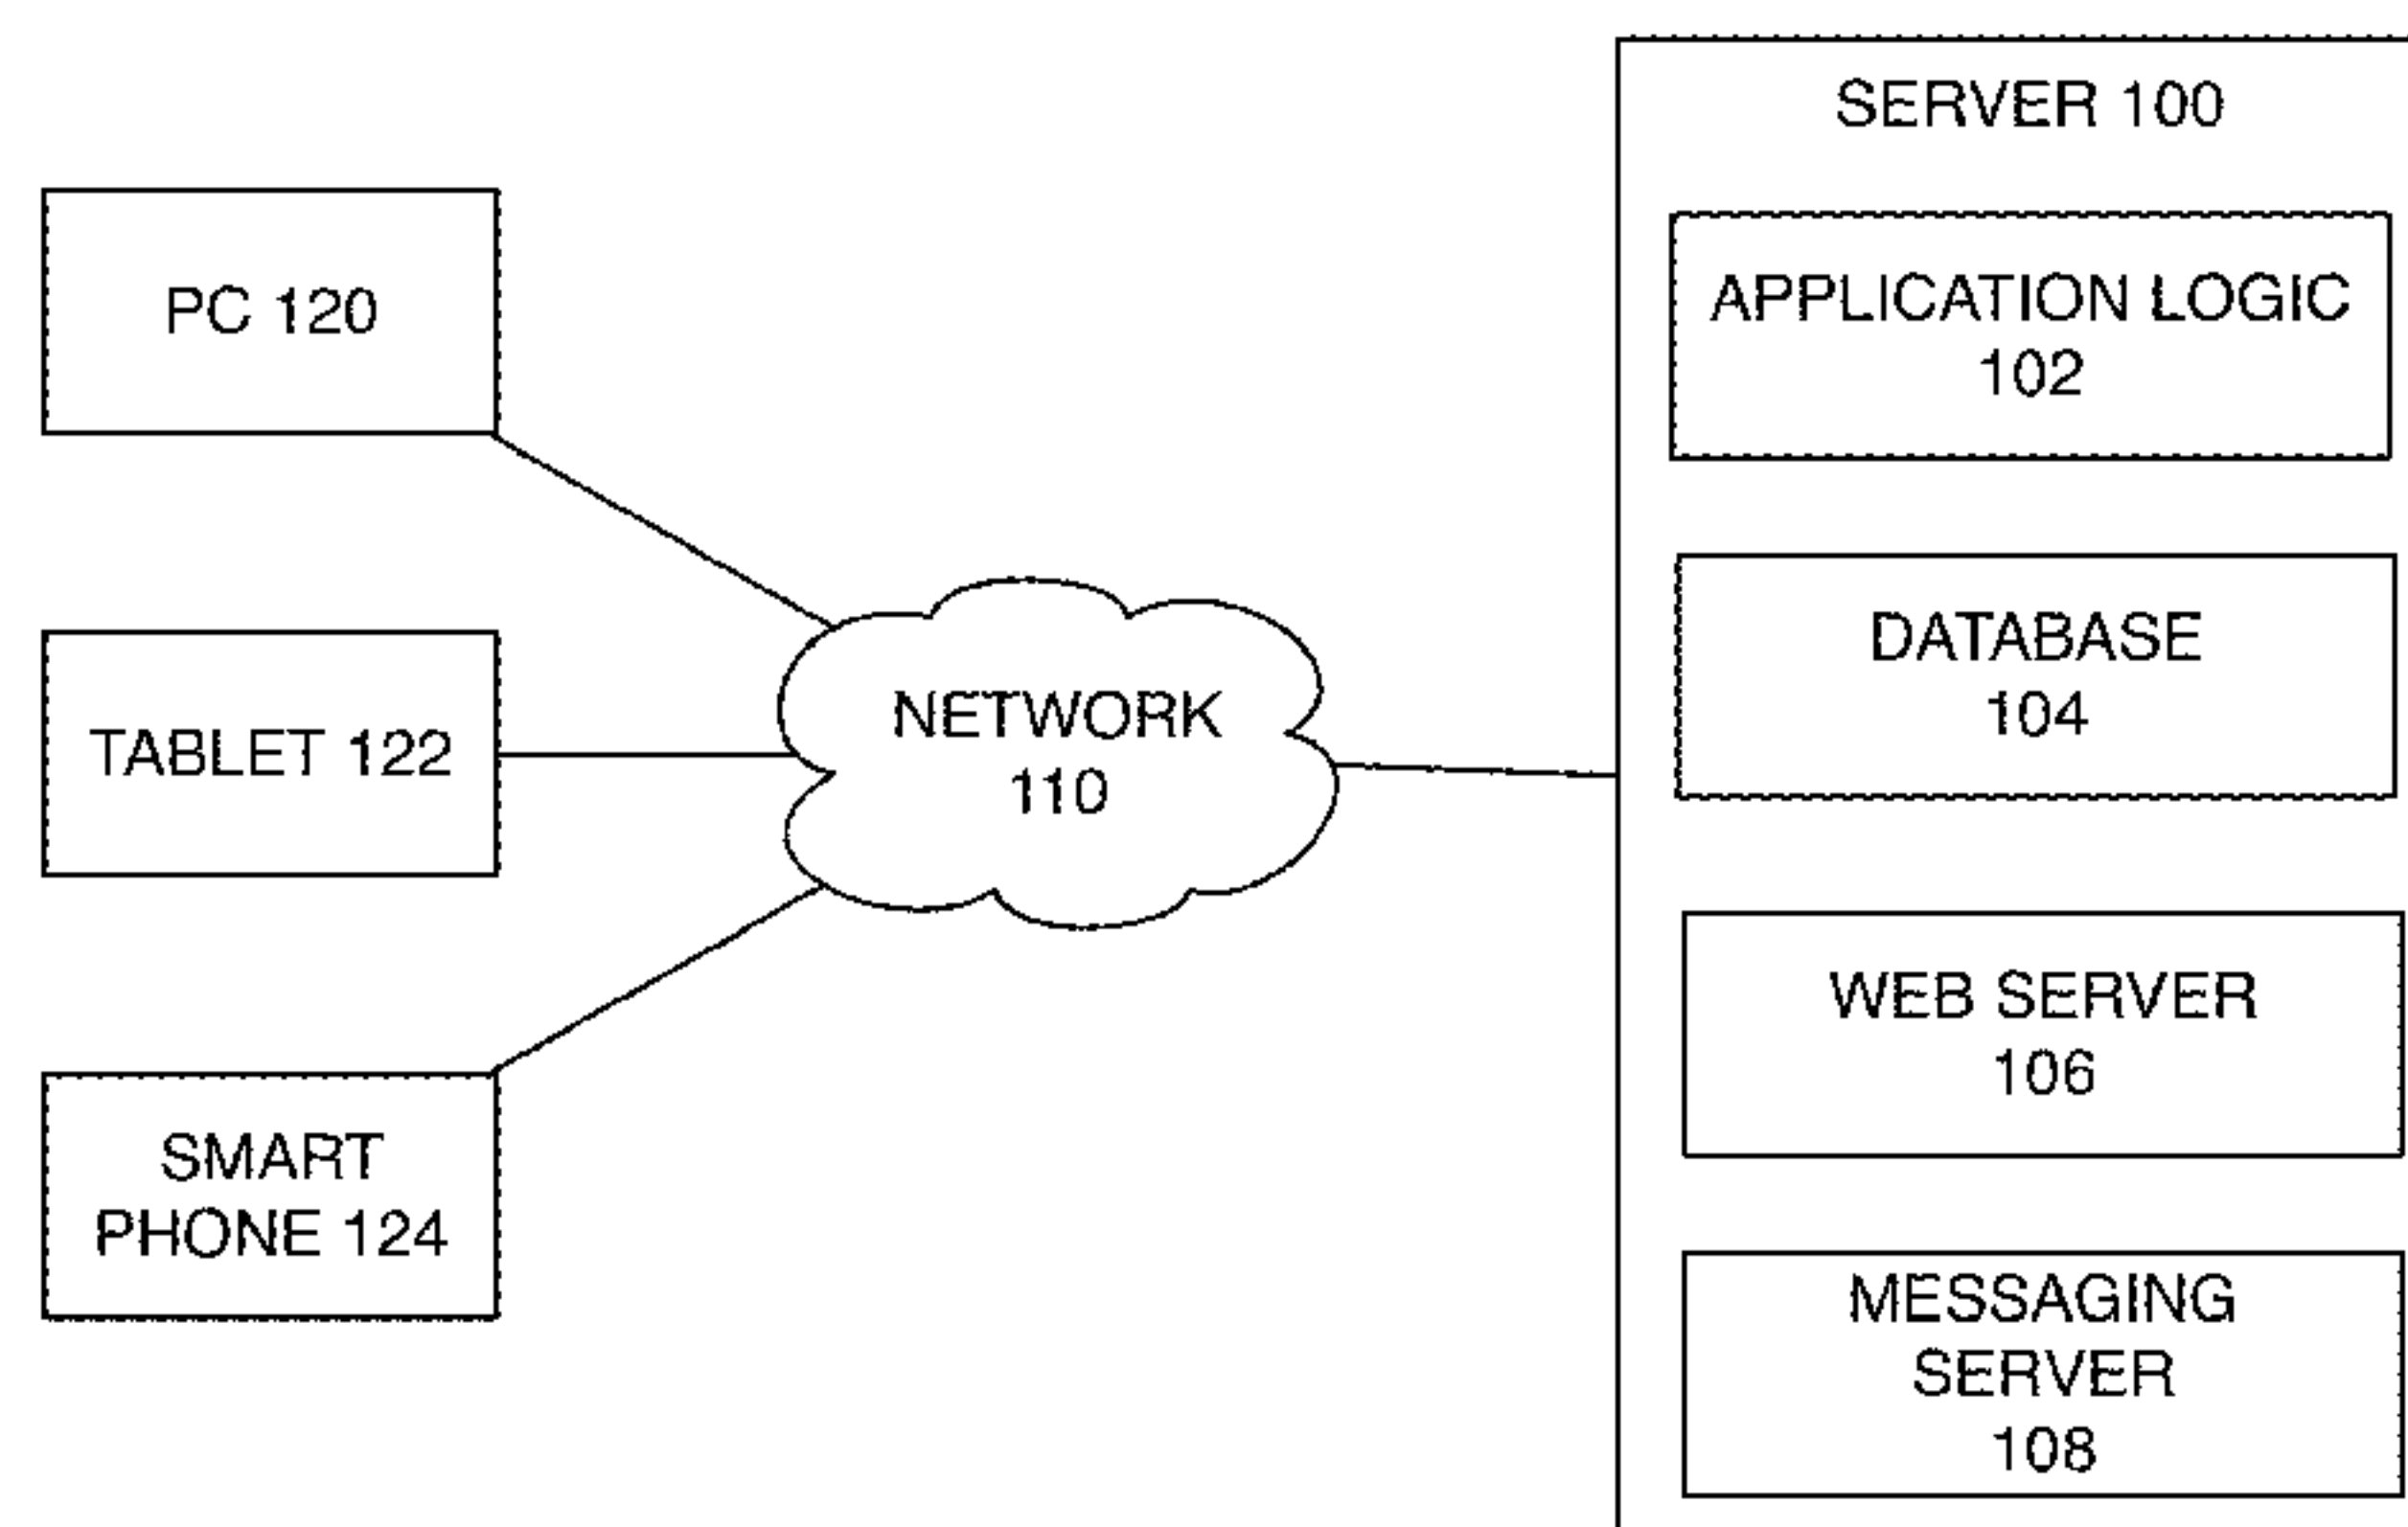 SERVER 100
APPLICATION LOGIC
102
DATABASE
104
WEB SERVER
106
MESSAGING
SERVER
108
NETWORK
110
PC 120
TABLET 122
SMART
PHONE 124